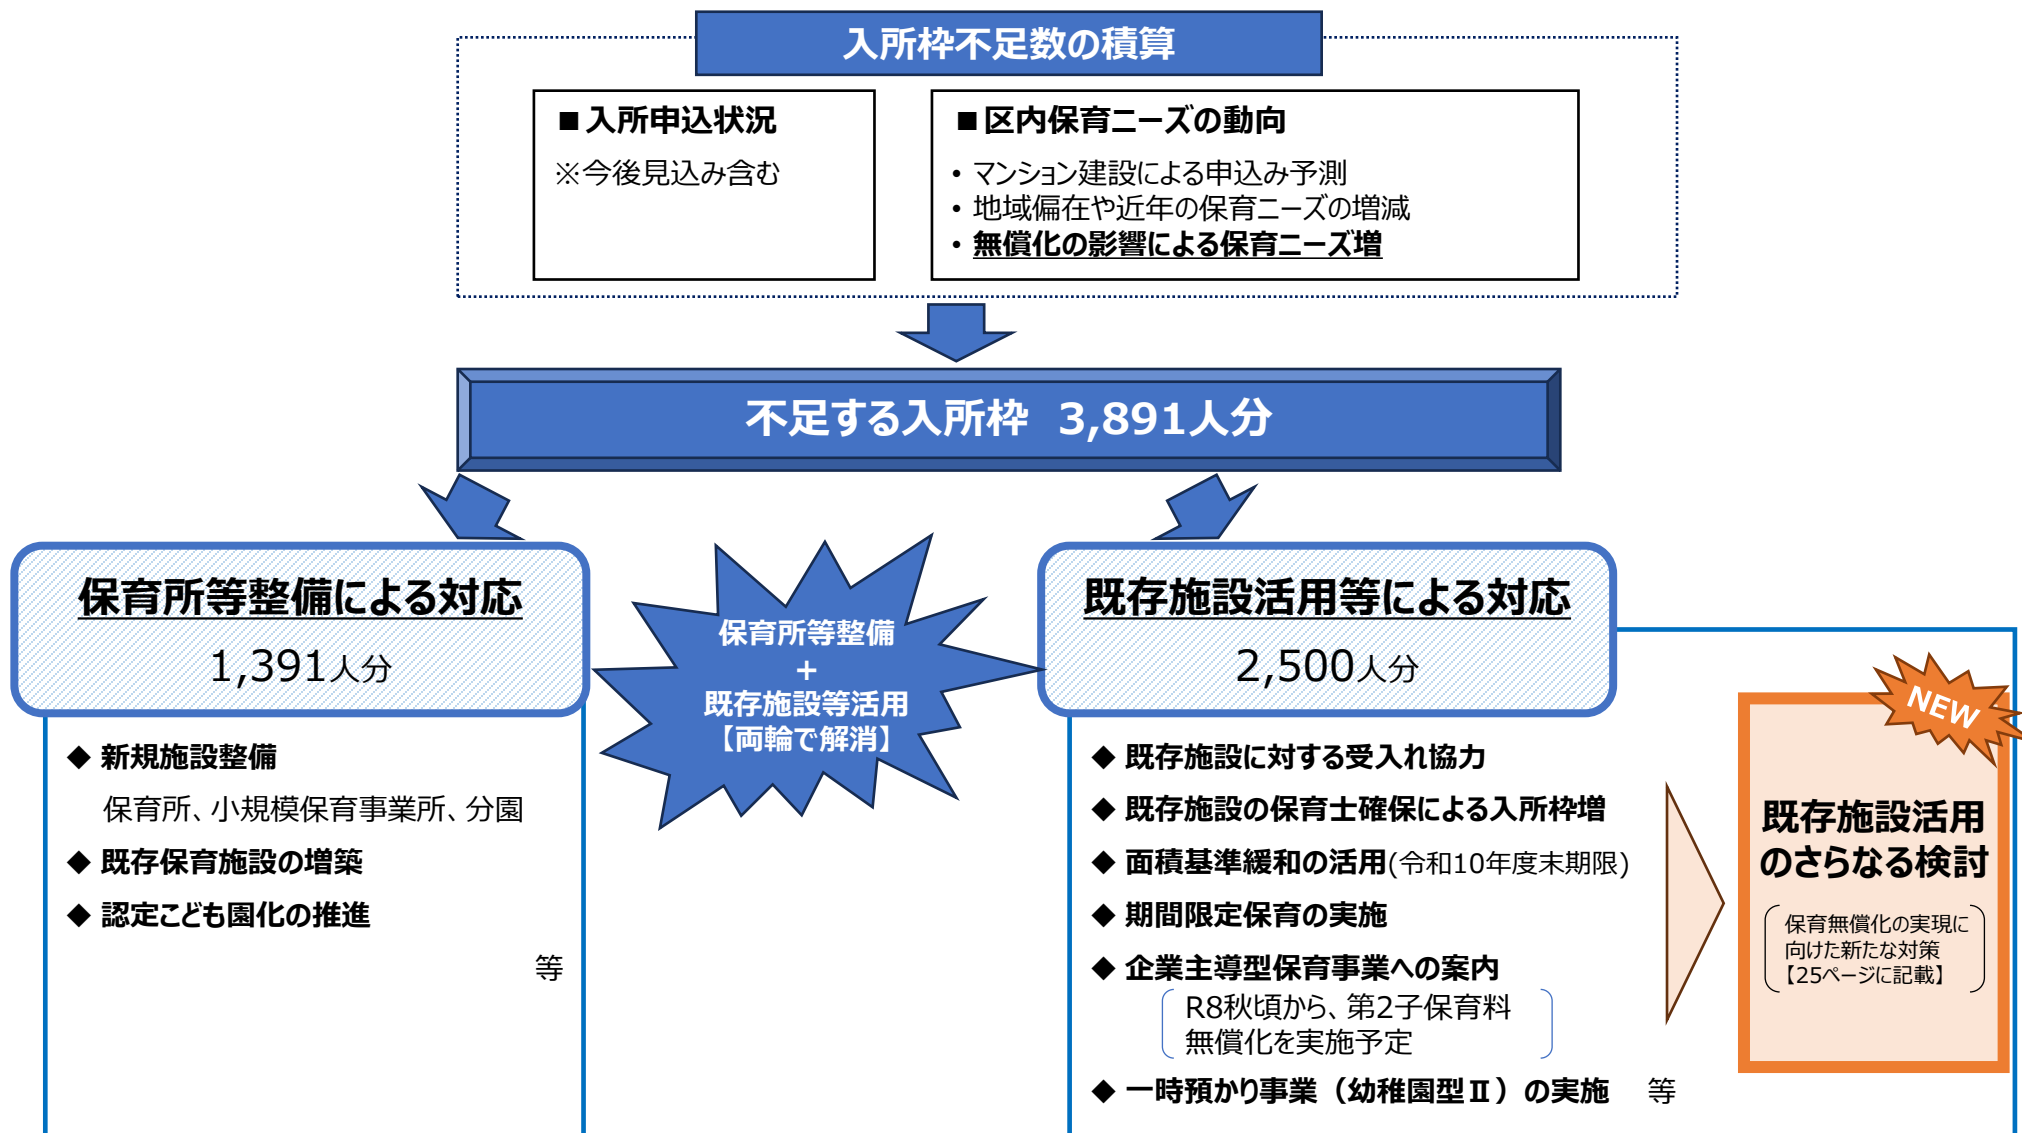 入所枠不足数の積算
■入所申込状況
※今後見込み含む
■区内保育ニーズの動向
・マンション建設による申込み予測
・地域偏在や近年の保育ニーズの増減
・無償化の影響による保育ニーズ増
不足する入所枠 3,891人分
保育所等整備による対応
1,391人分
◆ 新規施設整備
保育所、小規模保育事業所、分園
◆ 既存保育施設の増築
◆ 認定こども園化の推進
等
保育所等整備
+
既存施設等活用
【両輪で解消】
既存施設活用等による対応
2,500人分
◆ 既存施設に対する受入れ協力
◆ 既存施設の保育士確保による入所枠増
◆ 面積基準緩和の活用(令和10年度末期限)
◆ 期間限定保育の実施
◆ 企業主導型保育事業への案内
R8秋頃から、第2子保育料
無償化を実施予定
◆ 一時預かり事業（幼稚園型Ⅱ）の実施 等
NEW
既存施設活用
のさらなる検討
保育無償化の実現に
向けた新たな対策
【25ページに記載】